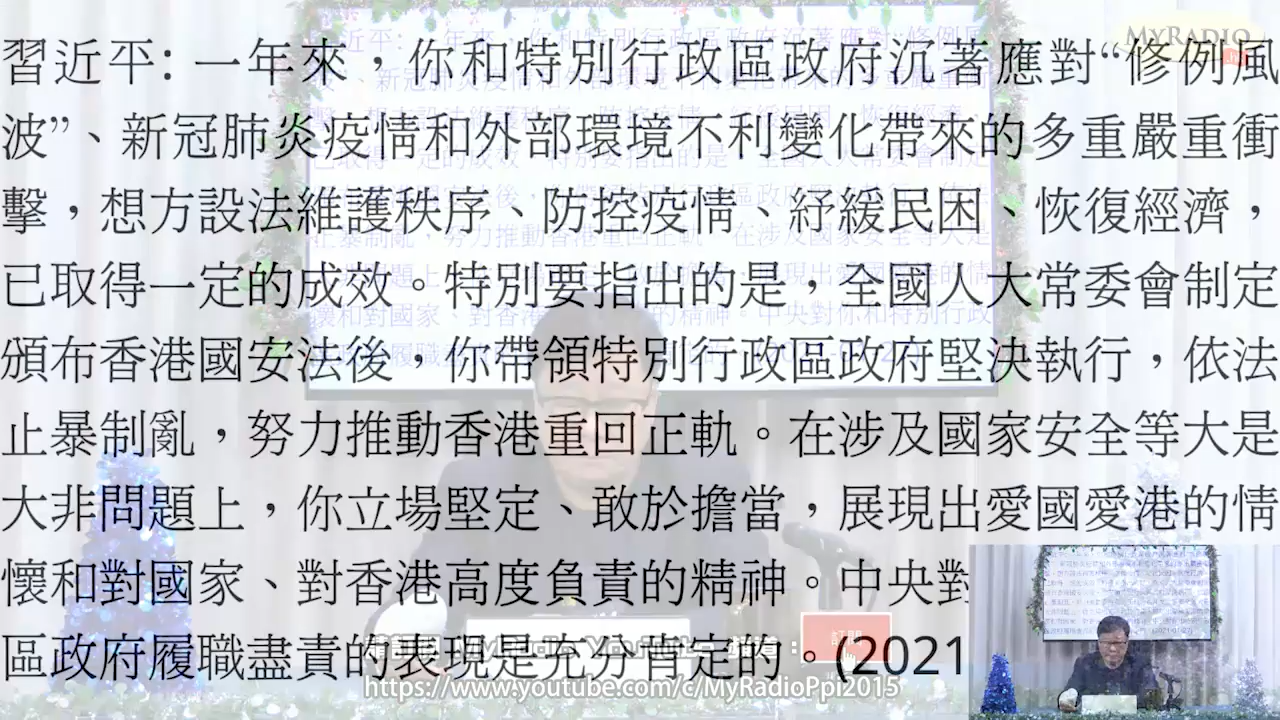 MYRADIO
習近平: 一年來，你和特別行政區政府沉著應對“修例風
波”、新冠肺炎疫情和外部環境不利變化帶來的多重嚴重衝
擊，想方設法維護秩序、防控疫情、紓緩民困、恢復經濟，
已取得一定的成效。特別要指出的是，全國人大常委會制定
頒布香港國安法後，你帶領特別行政區政府堅決執行，依法
止暴制亂，努力推動香港重回正軌。在涉及國家安全等大是
大非問題上，你立場堅定、敢於擔當，展現出愛國愛港的情
懷和對國家、對香港高度負責的精神。中央對
區政府履職盡責的表現是充分肯定的。(2021
訂閱
https://www.youtube.com/c/MyRadioPpi2015